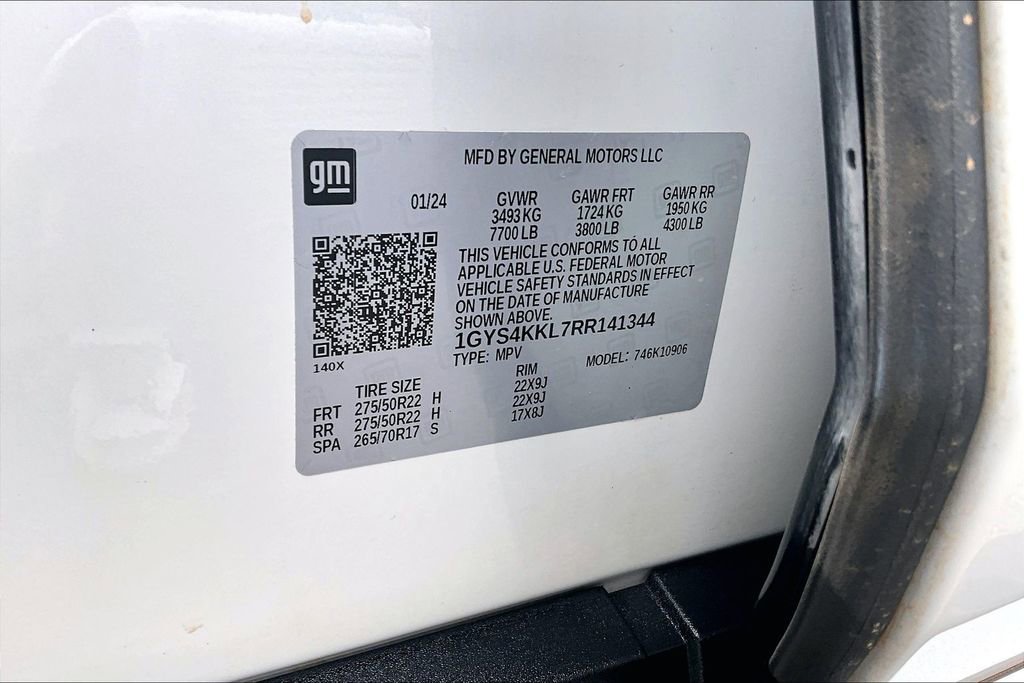 gm
MFD BY GENERAL MOTORS LLC
01/24 GVWR GAWR FRT GAWR RR
3493 KG 1724 KG 1950 KG
7700 LB 3800 LB 4300 LB
THIS VEHICLE CONFORMS TO ALL
APPLICABLE U.S. FEDERAL MOTOR
VEHICLE SAFETY STANDARDS IN EFFECT
ON THE DATE OF MANUFACTURE
SHOWN ABOVE.
1GYS4KKL7RR141344
TYPE: MPV MODEL: 746K10906
140X
TIRE SIZE RIM
FRT 275/50R22 H 22X9J
RR 275/50R22 H 22X9J
SPA 265/70R17 S 17X8J